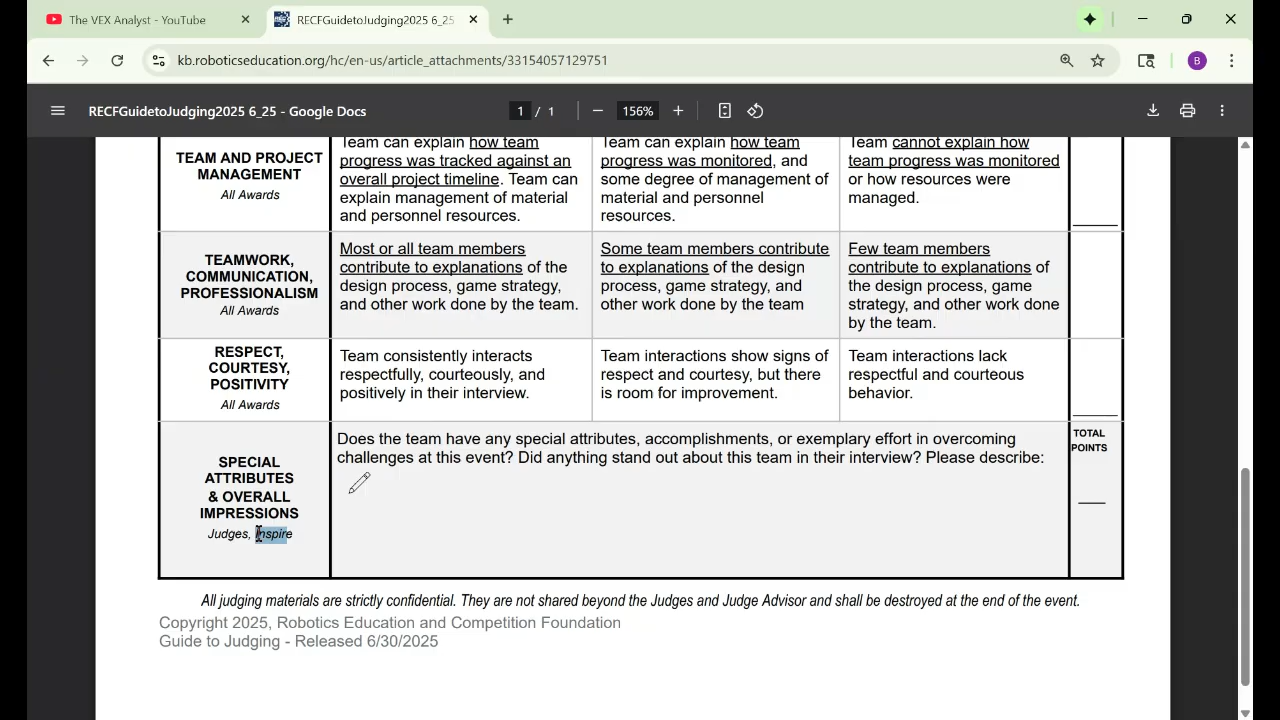 The VEX Analyst - YouTube
RECFGuidetoJudging2025 6_25
kb.roboticseducation.org/hc/en-us/article_attachments/33154057129751
B
RECFGuidetoJudging2025 6_25 - Google Docs
1 / 1
156%
TEAM AND PROJECT
MANAGEMENT
All Awards
Team can explain how team
progress was tracked against an
overall project timeline. Team can
explain management of material
and personnel resources.
Team can explain how team
progress was monitored, and
some degree of management of
material and personnel
resources.
Team cannot explain how
team progress was monitored
or how resources were
managed.
TEAMWORK,
COMMUNICATION,
PROFESSIONALISM
All Awards
Most or all team members
contribute to explanations of the
design process, game strategy,
and other work done by the team.
Some team members contribute
to explanations of the design
process, game strategy, and
other work done by the team
Few team members
contribute to explanations of
the design process, game
strategy, and other work done
by the team.
RESPECT,
COURTESY,
POSITIVITY
All Awards
Team consistently interacts
respectfully, courteously, and
positively in their interview.
Team interactions show signs of
respect and courtesy, but there
is room for improvement.
Team interactions lack
respectful and courteous
behavior.
SPECIAL
ATTRIBUTES
& OVERALL
IMPRESSIONS
Judges, Inspire
Does the team have any special attributes, accomplishments, or exemplary effort in overcoming
challenges at this event? Did anything stand out about this team in their interview? Please describe:
TOTAL
POINTS
All judging materials are strictly confidential. They are not shared beyond the Judges and Judge Advisor and shall be destroyed at the end of the event.
Copyright 2025, Robotics Education and Competition Foundation
Guide to Judging - Released 6/30/2025